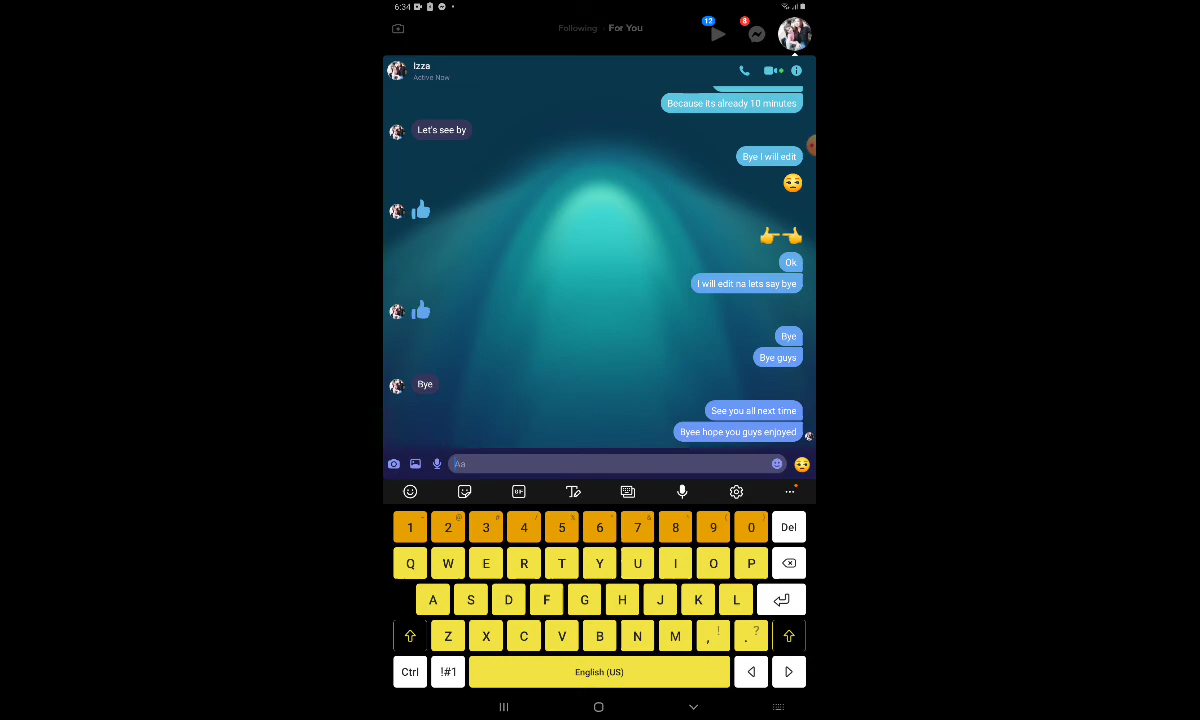 6:34
Following · For You
12
8
Izza
Active Now
Because its already 10 minutes
Let's see by
Bye I will edit
Ok
I will edit na lets say bye
Bye
Bye guys
Bye
See you all next time
Byee hope you guys enjoyed
Aa
GIF
1 2 3 4 5 6 7 8 9 0 Del
Q W E R T Y U I O P
A S D F G H J K L
Z X C V B N M , ! . ?
Ctrl !#1 English (US)